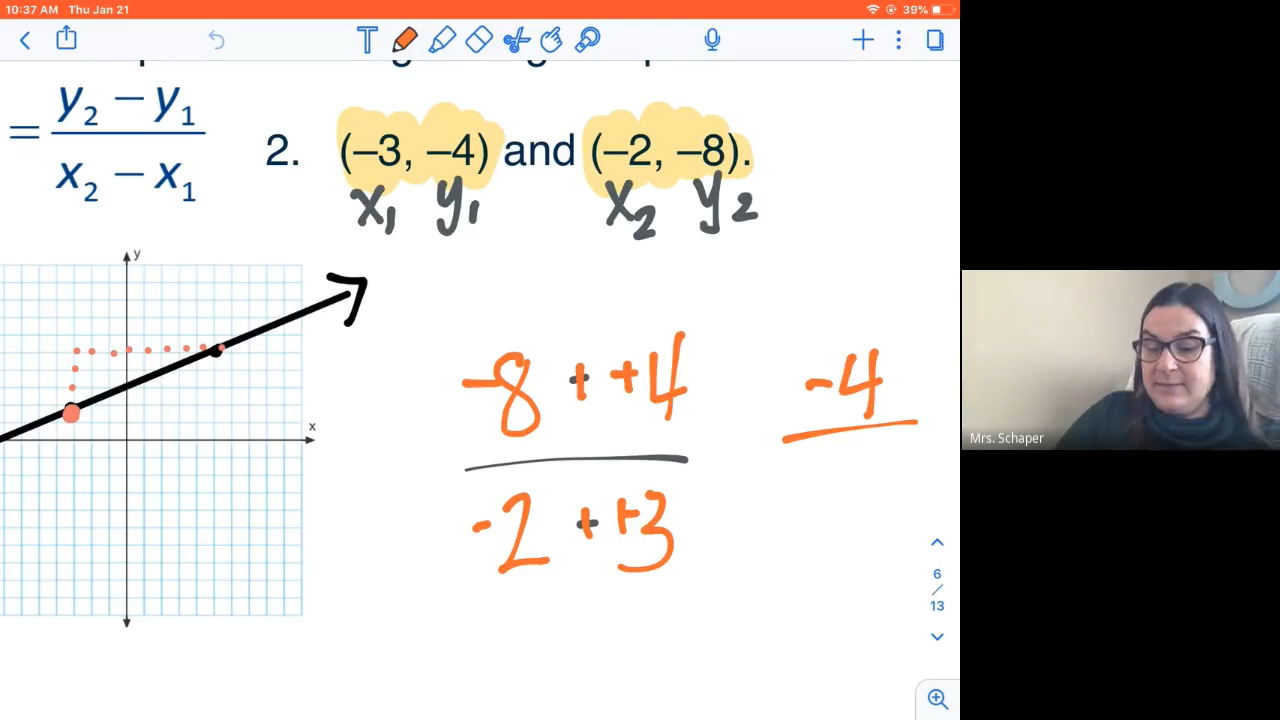 10:37 AM Thu Jan 21
39%
T
= y₂ − y₁
x₂ − x₁
2. (−3, −4) and (−2, −8).
x₁ y₁ x₂ y₂
y
x
-8 + +4
-2 + +3
-4
Mrs. Schaper
6
/
13